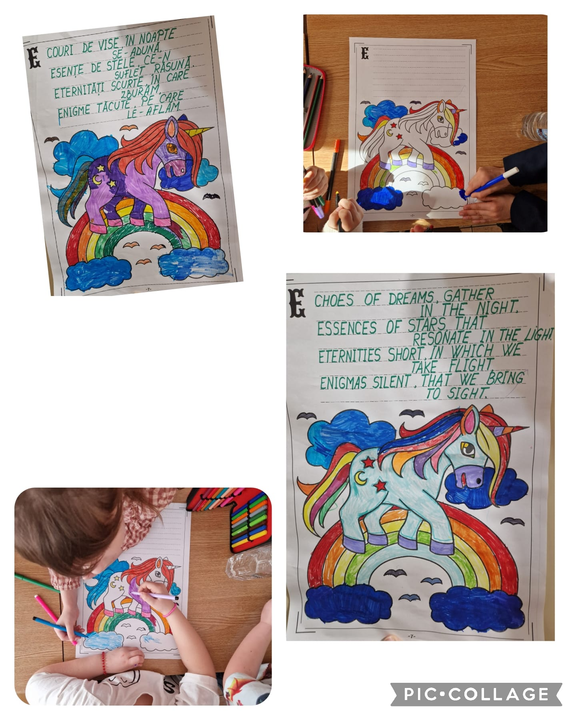 E
COURI DE VISE, ÎN NOAPTE
SE-ADUNĂ.
ESENȚE DE STELE, CE-N
SUFLET RĂSUNĂ.
ETERNITĂȚI SCURTE ÎN CARE
ZBURĂM,
ENIGME TĂCUTE, PE CARE
LE-AFLĂM.
E
E
CHOES OF DREAMS, GATHER
IN THE NIGHT,
ESSENCES OF STARS THAT
RESONATE IN THE LIGHT
ETERNITIES SHORT, IN WHICH WE
TAKE FLIGHT
ENIGMAS SILENT, THAT WE BRING
TO SIGHT.
PIC•COLLAGE